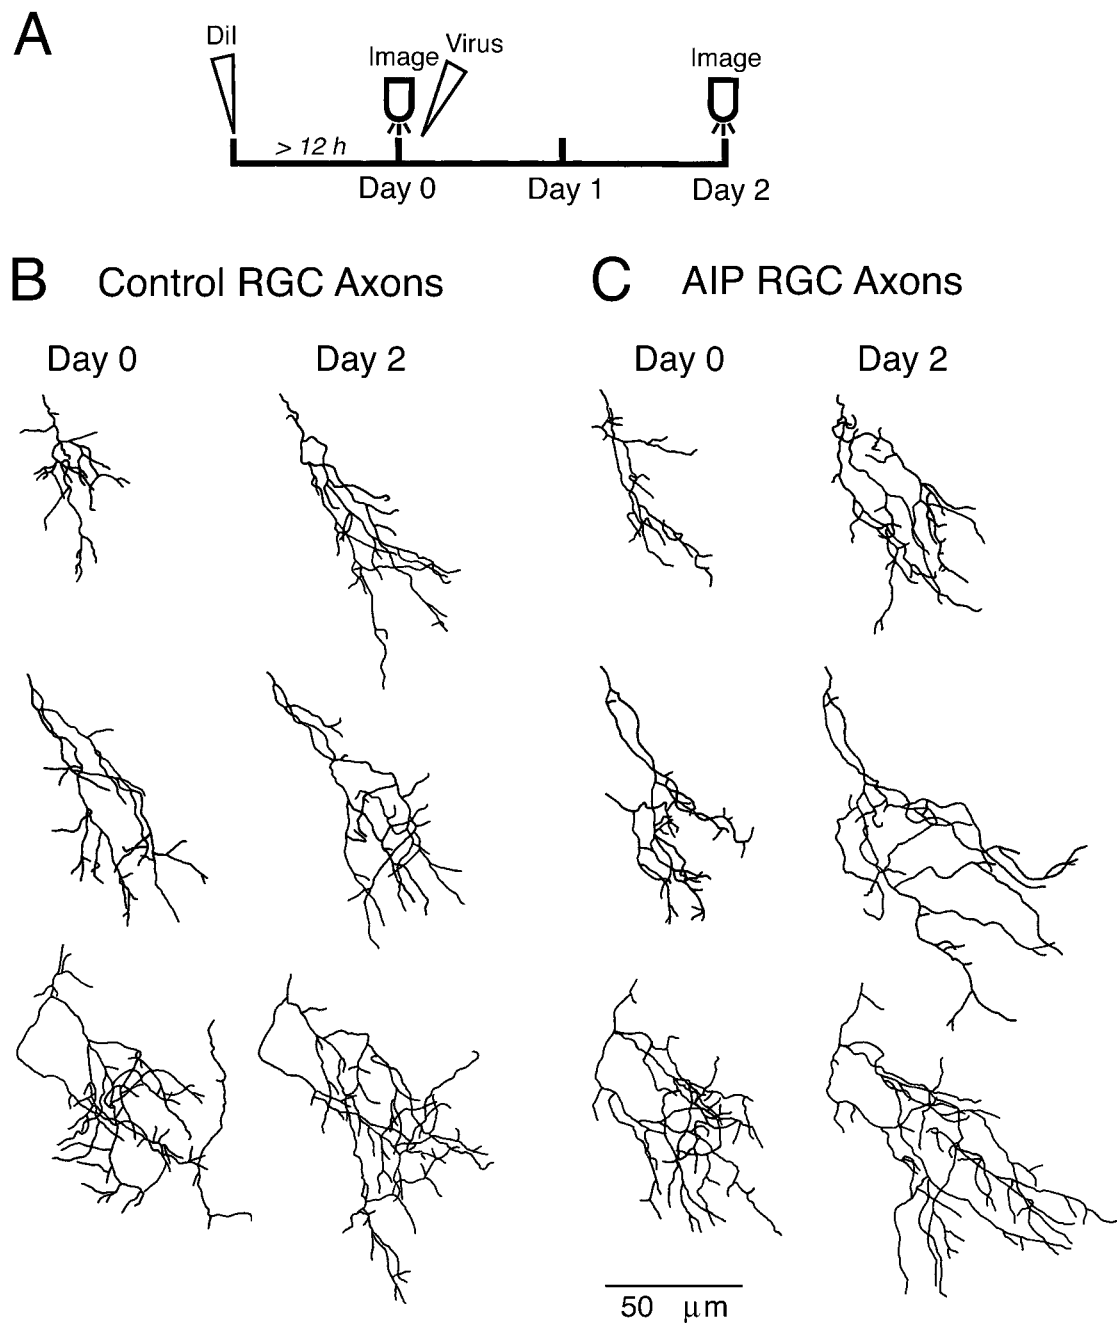 A
DiI
Image
Virus
Image
> 12 h
Day 0
Day 1
Day 2
B
Control RGC Axons
C
AIP RGC Axons
Day 0
Day 2
Day 0
Day 2
50 μm